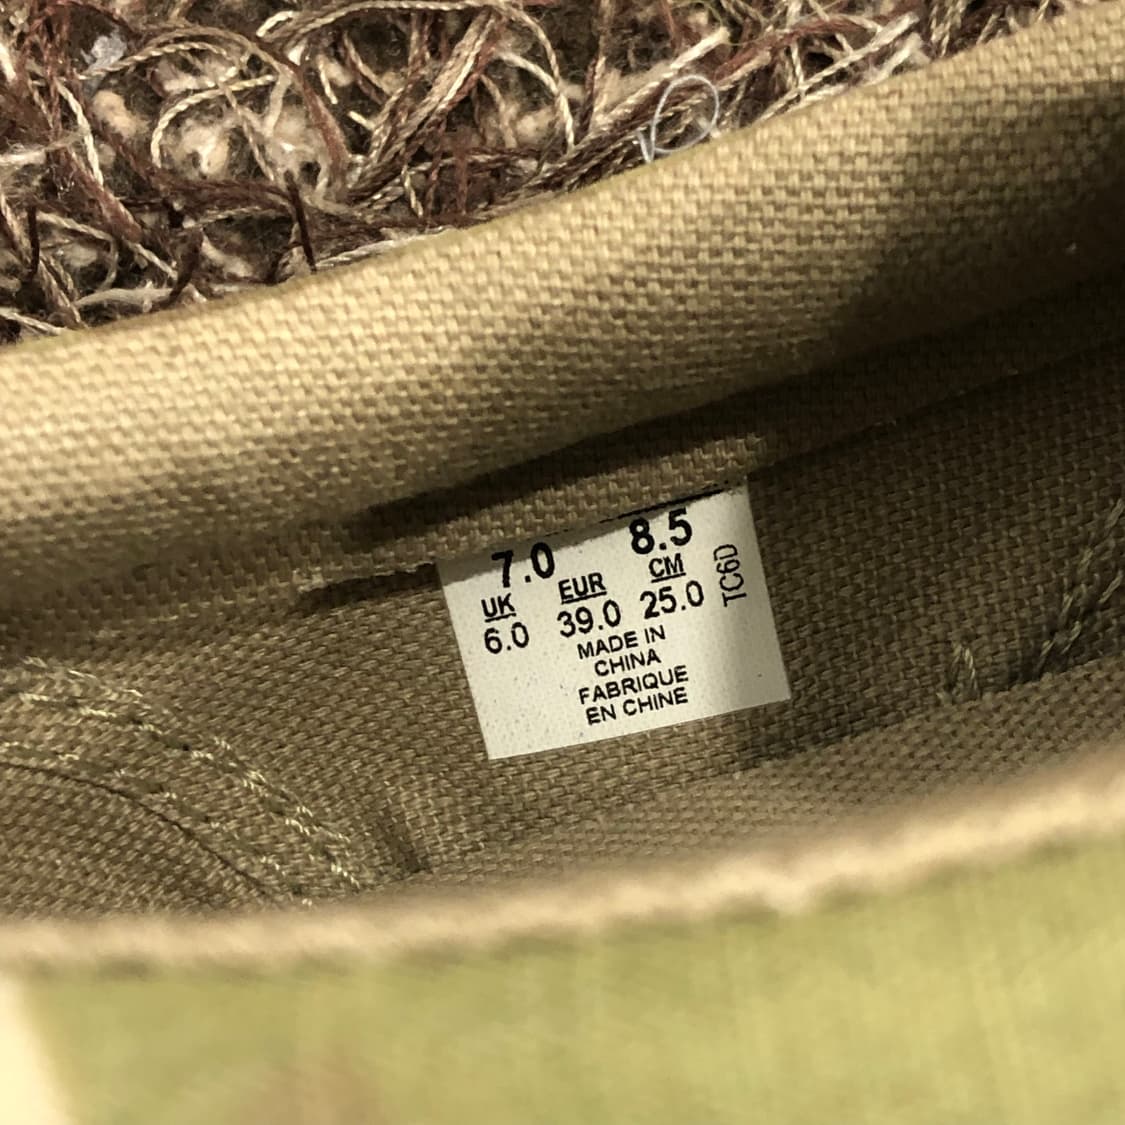 7.0 8.5
UK EUR CM
6.0 39.0 25.0
MADE IN
CHINA
FABRIQUE
EN CHINE
TC6D